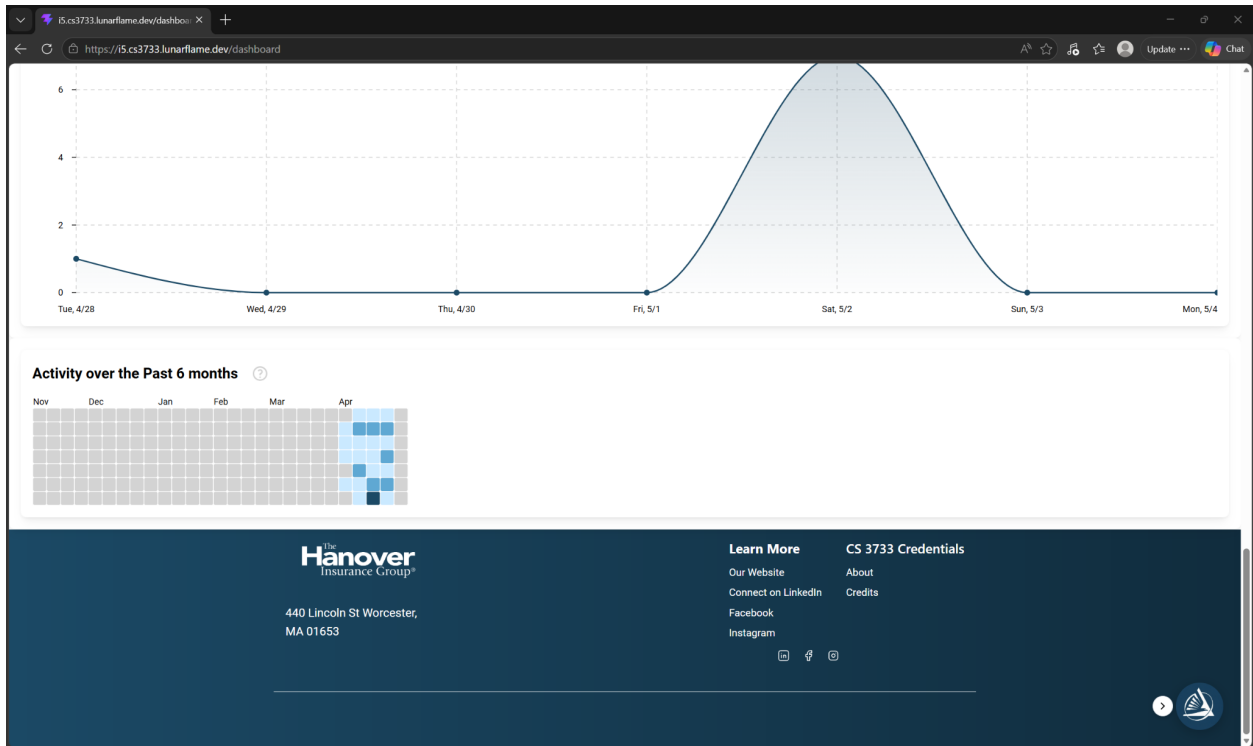 i5.cs3733.lunarflame.dev/dashboar
https://i5.cs3733.lunarflame.dev/dashboard
Update
Chat
6
4
2
0
Tue, 4/28 Wed, 4/29 Thu, 4/30 Fri, 5/1 Sat, 5/2 Sun, 5/3 Mon, 5/4
Activity over the Past 6 months ?
Nov Dec Jan Feb Mar Apr
The
Hanover
Insurance Group®
440 Lincoln St Worcester,
MA 01653
Learn More
Our Website
Connect on LinkedIn
Facebook
Instagram
CS 3733 Credentials
About
Credits